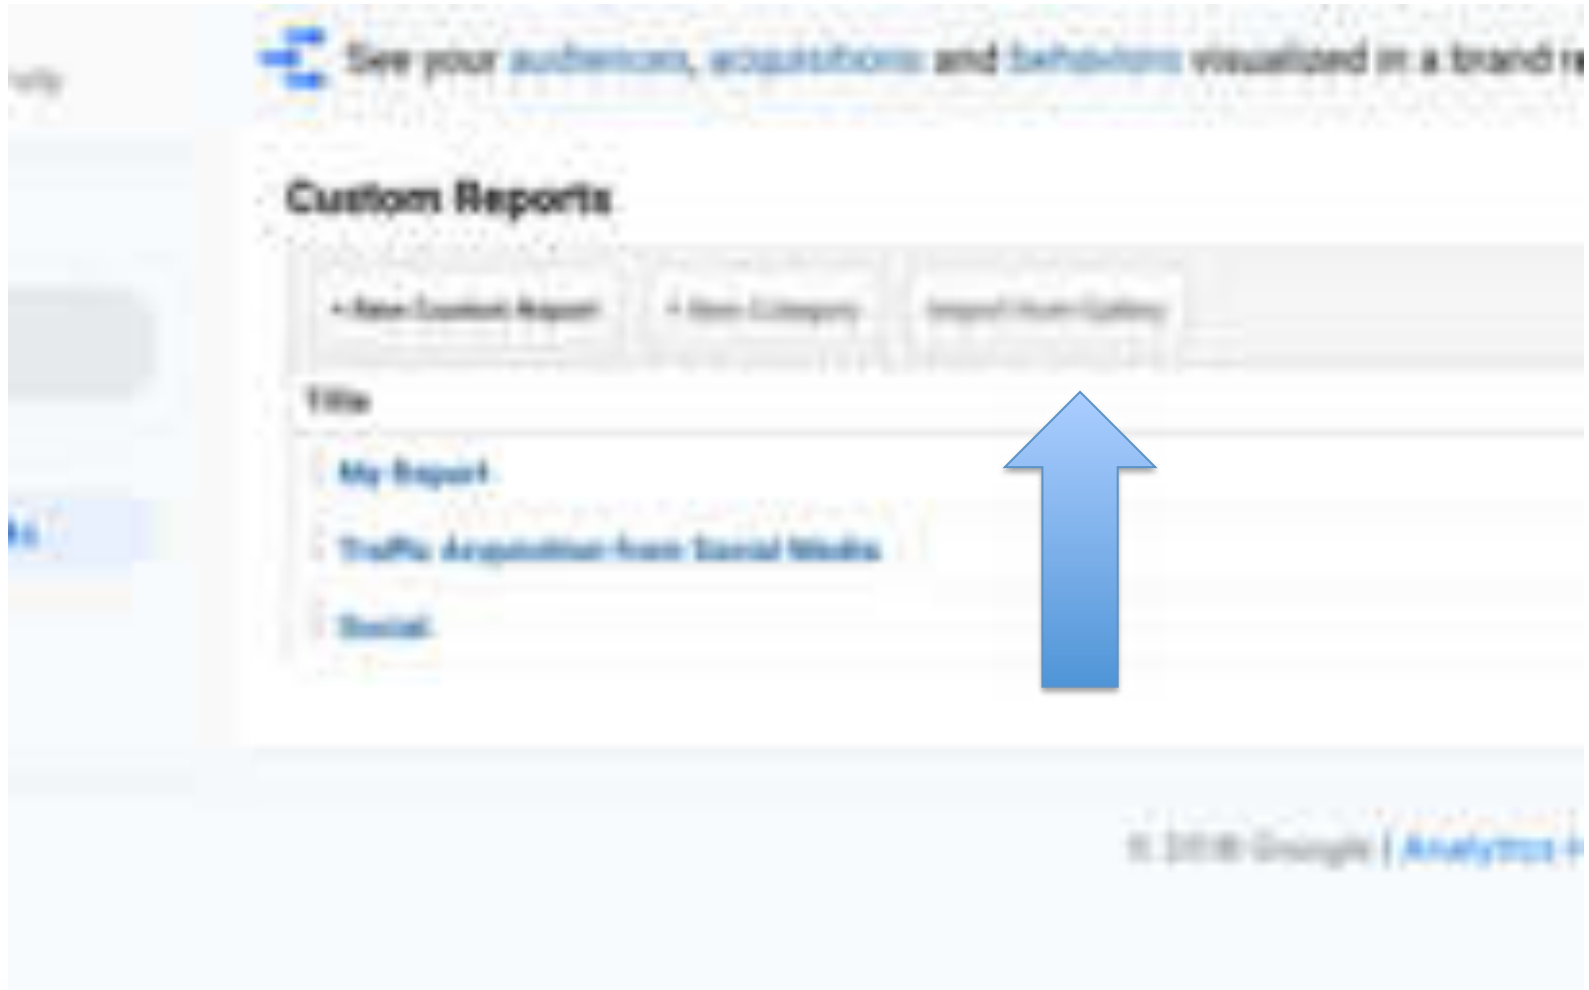 See your audiences, acquisitions and behaviors visualized in a brand
Custom Reports
+ New Custom Report + New Category Import from Gallery
Title
My Report
Traffic Acquisition from Social Media
Social
© 2018 Google | Analytics